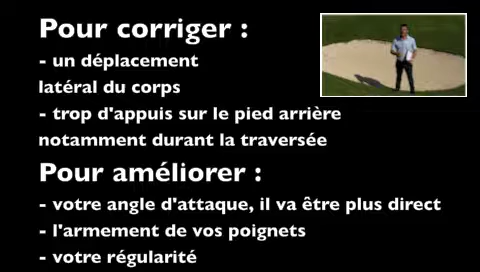 Pour corriger :
- un déplacement
latéral du corps
- trop d'appuis sur le pied arrière
notamment durant la traversée
Pour améliorer :
- votre angle d'attaque, il va être plus direct
- l'armement de vos poignets
- votre régularité